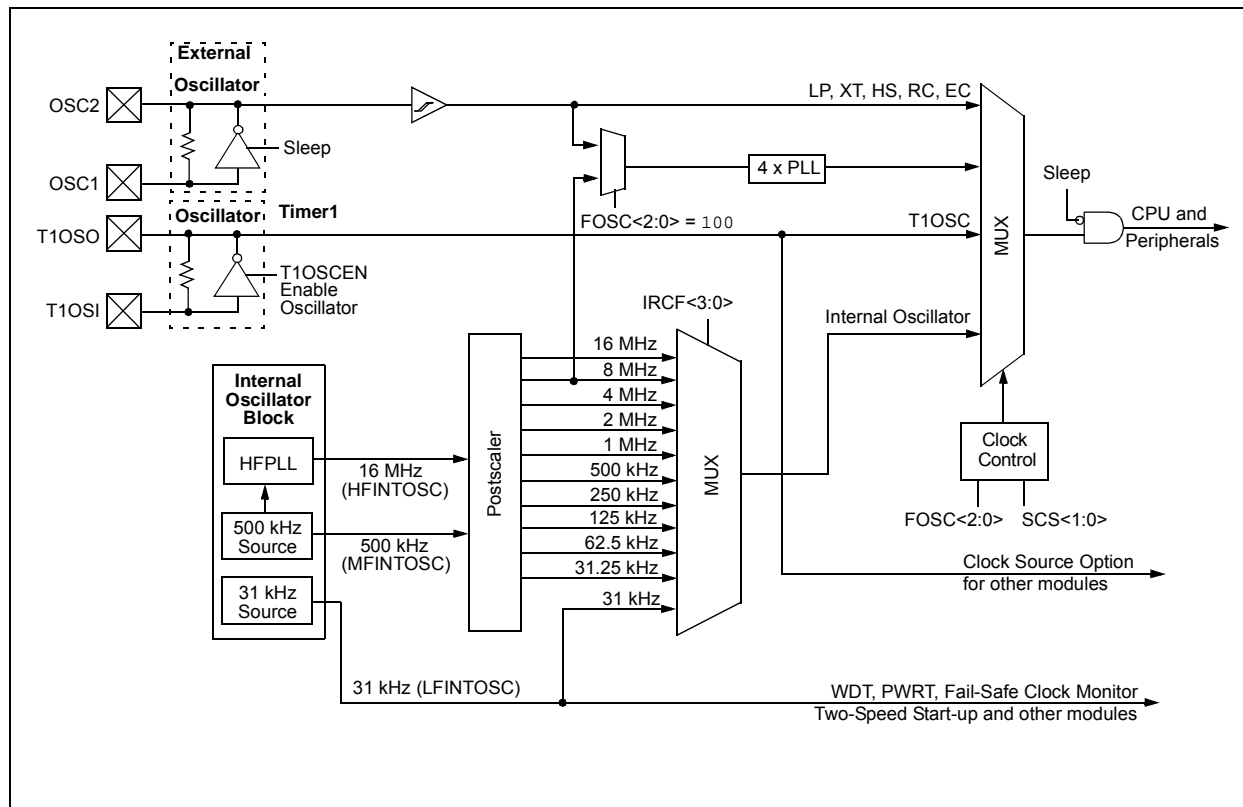 External
Oscillator
OSC2
Sleep
OSC1
LP, XT, HS, RC, EC
4 x PLL
FOSC<2:0> = 100
Sleep
CPU and
Peripherals
MUX
Oscillator
Timer1
T1OSO
T1OSC
T1OSCEN
Enable
Oscillator
T1OSI
IRCF<3:0>
Internal Oscillator
Internal
Oscillator
Block
HFPLL
500 kHz
Source
31 kHz
Source
16 MHz
(HFINTOSC)
500 kHz
(MFINTOSC)
Postscaler
16 MHz
8 MHz
4 MHz
2 MHz
1 MHz
500 kHz
250 kHz
125 kHz
62.5 kHz
31.25 kHz
31 kHz
MUX
Clock
Control
FOSC<2:0>
SCS<1:0>
Clock Source Option
for other modules
31 kHz (LFINTOSC)
WDT, PWRT, Fail-Safe Clock Monitor
Two-Speed Start-up and other modules